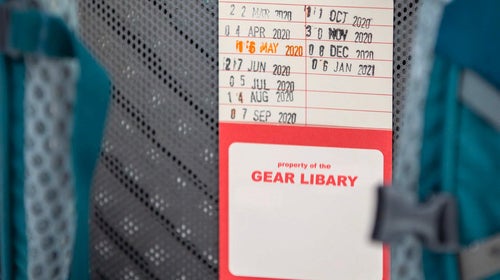 22 MAR 2020
04 APR 2020
16 MAY 2020
27 JUN 2020
05 JUL 2020
14 AUG 2020
07 SEP 2020
11 OCT 2020
30 NOV 2020
08 DEC 2020
06 JAN 2021
property of the
GEAR LIBARY